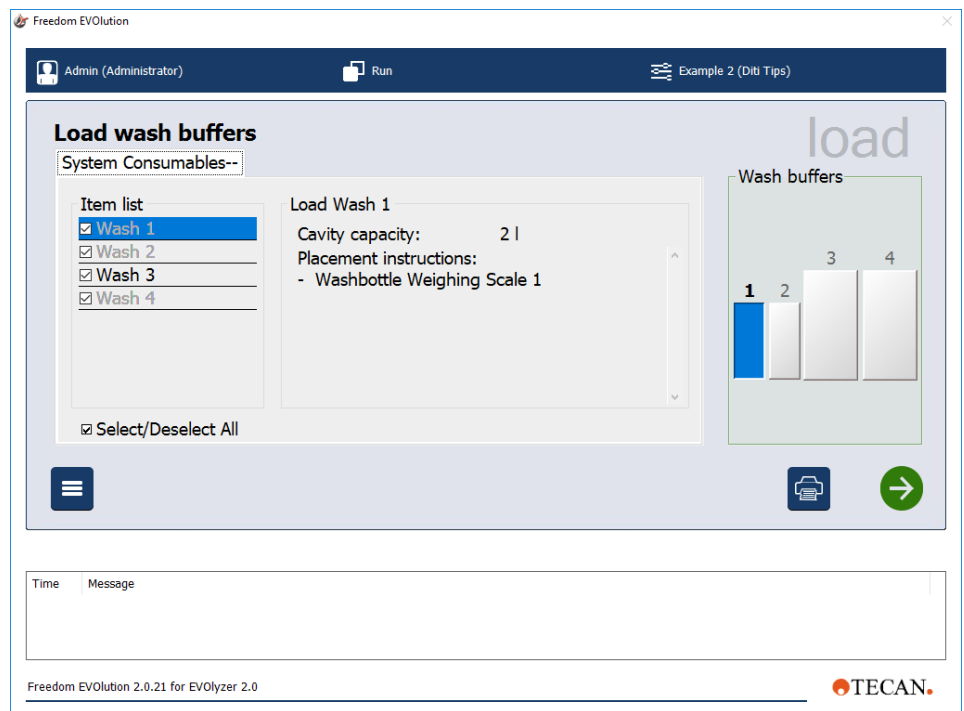 Freedom EVOlution
Admin (Administrator)
Run
Example 2 (Diti Tips)
Load wash buffers
load
System Consumables--
Item list
Wash 1
Wash 2
Wash 3
Wash 4
Select/Deselect All
Load Wash 1
Cavity capacity: 2 l
Placement instructions:
- Washbottle Weighing Scale 1
Wash buffers
3 4
1 2
Time Message
Freedom EVOlution 2.0.21 for EVOlyzer 2.0
TECAN.